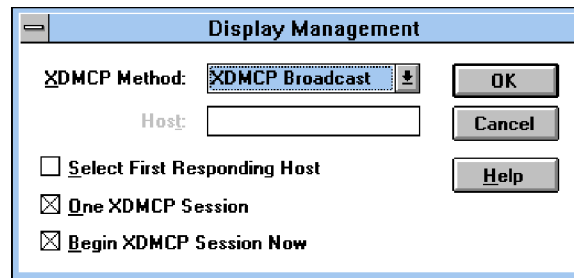 Display Management
XDMCP Method: XDMCP Broadcast OK
Host: Cancel
Select First Responding Host Help
One XDMCP Session
Begin XDMCP Session Now